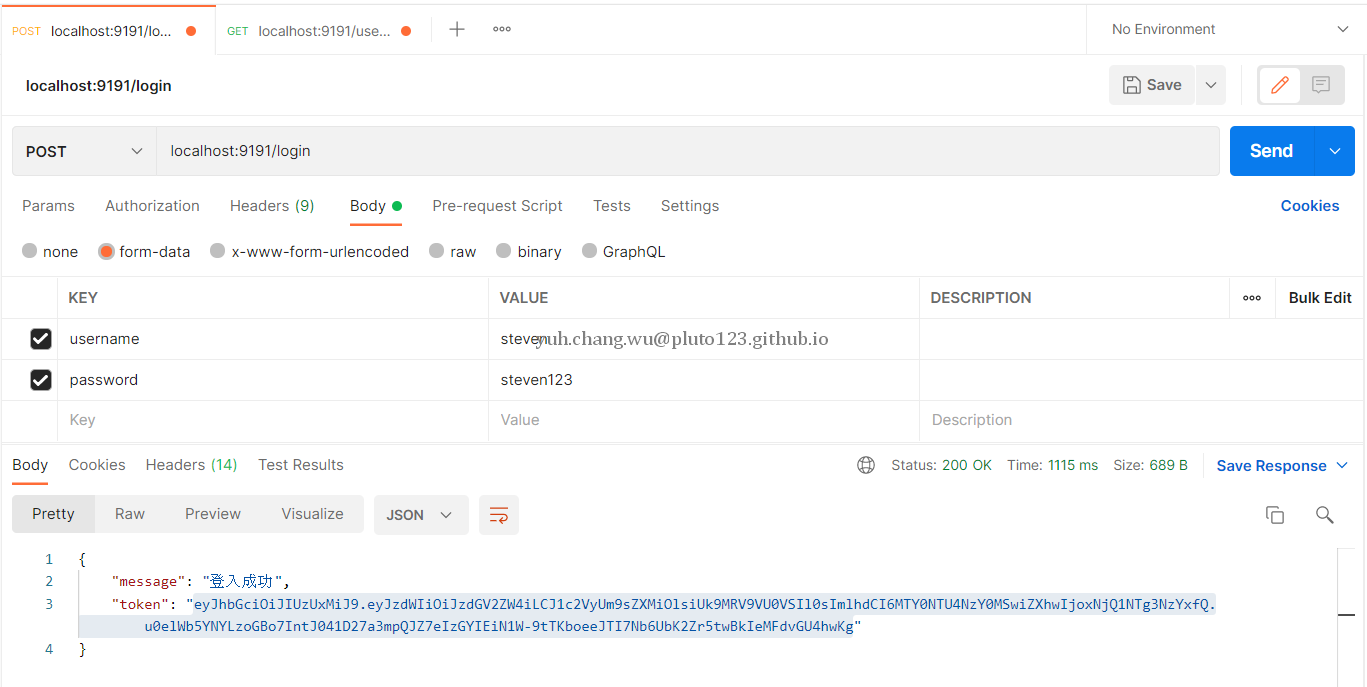 POST localhost:9191/lo... GET localhost:9191/use... No Environment
localhost:9191/login Save
POST localhost:9191/login Send
Params Authorization Headers (9) Body Pre-request Script Tests Settings Cookies
none form-data x-www-form-urlencoded raw binary GraphQL
KEY VALUE DESCRIPTION Bulk Edit
username steven yuh.chang.wu@pluto123.github.io
password steven123
Key Value Description
Body Cookies Headers (14) Test Results Status: 200 OK Time: 1115 ms Size: 689 B Save Response
Pretty Raw Preview Visualize JSON
1 {
2 "message": "登入成功",
3 "token": "eyJhbGciOiJIUzUxMiJ9.eyJzdWIiOiJzdGV2ZW4iLCJ1c2VyUm9sZXMiOlsiUk9MRV9VU0VSIl0sImlhdCI6MTY0NTU4NzY0MSwiZXhwIjoxNjQ1NTg3NzYxfQ.
u0elWb5YNYLzoGBo7IntJ041D27a3mpQJZ7eIzGYIEiN1W-9tTKboeeJTI7Nb6UbK2Zr5twBkIeMFdvGU4hwKg"
4 }